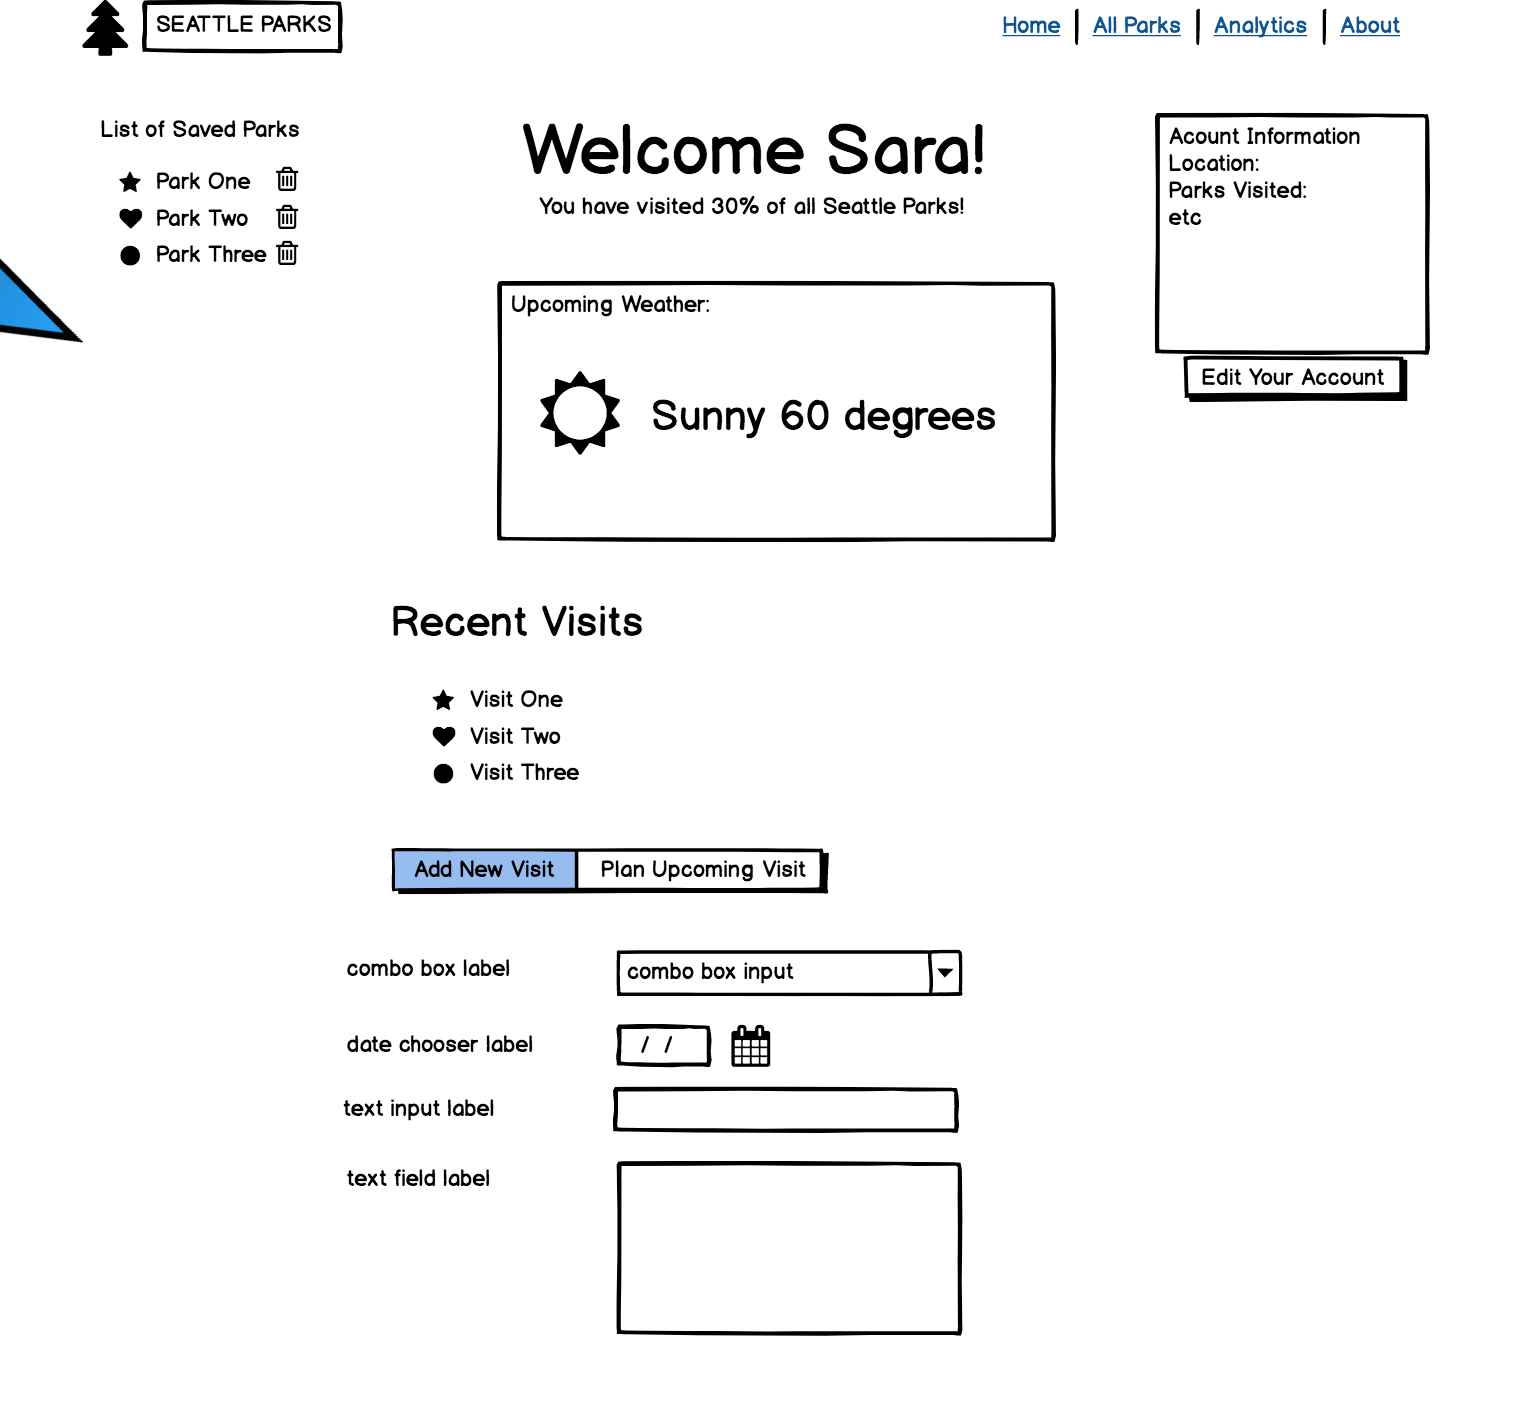 SEATTLE PARKS
Home
All Parks
Analytics
About
List of Saved Parks
Park One
Park Two
Park Three
Welcome Sara!
You have visited 30% of all Seattle Parks!
Acount Information
Location:
Parks Visited:
etc
Edit Your Account
Upcoming Weather:
Sunny 60 degrees
Recent Visits
Visit One
Visit Two
Visit Three
Add New Visit
Plan Upcoming Visit
combo box label
combo box input
date chooser label
/ /
text input label
text field label